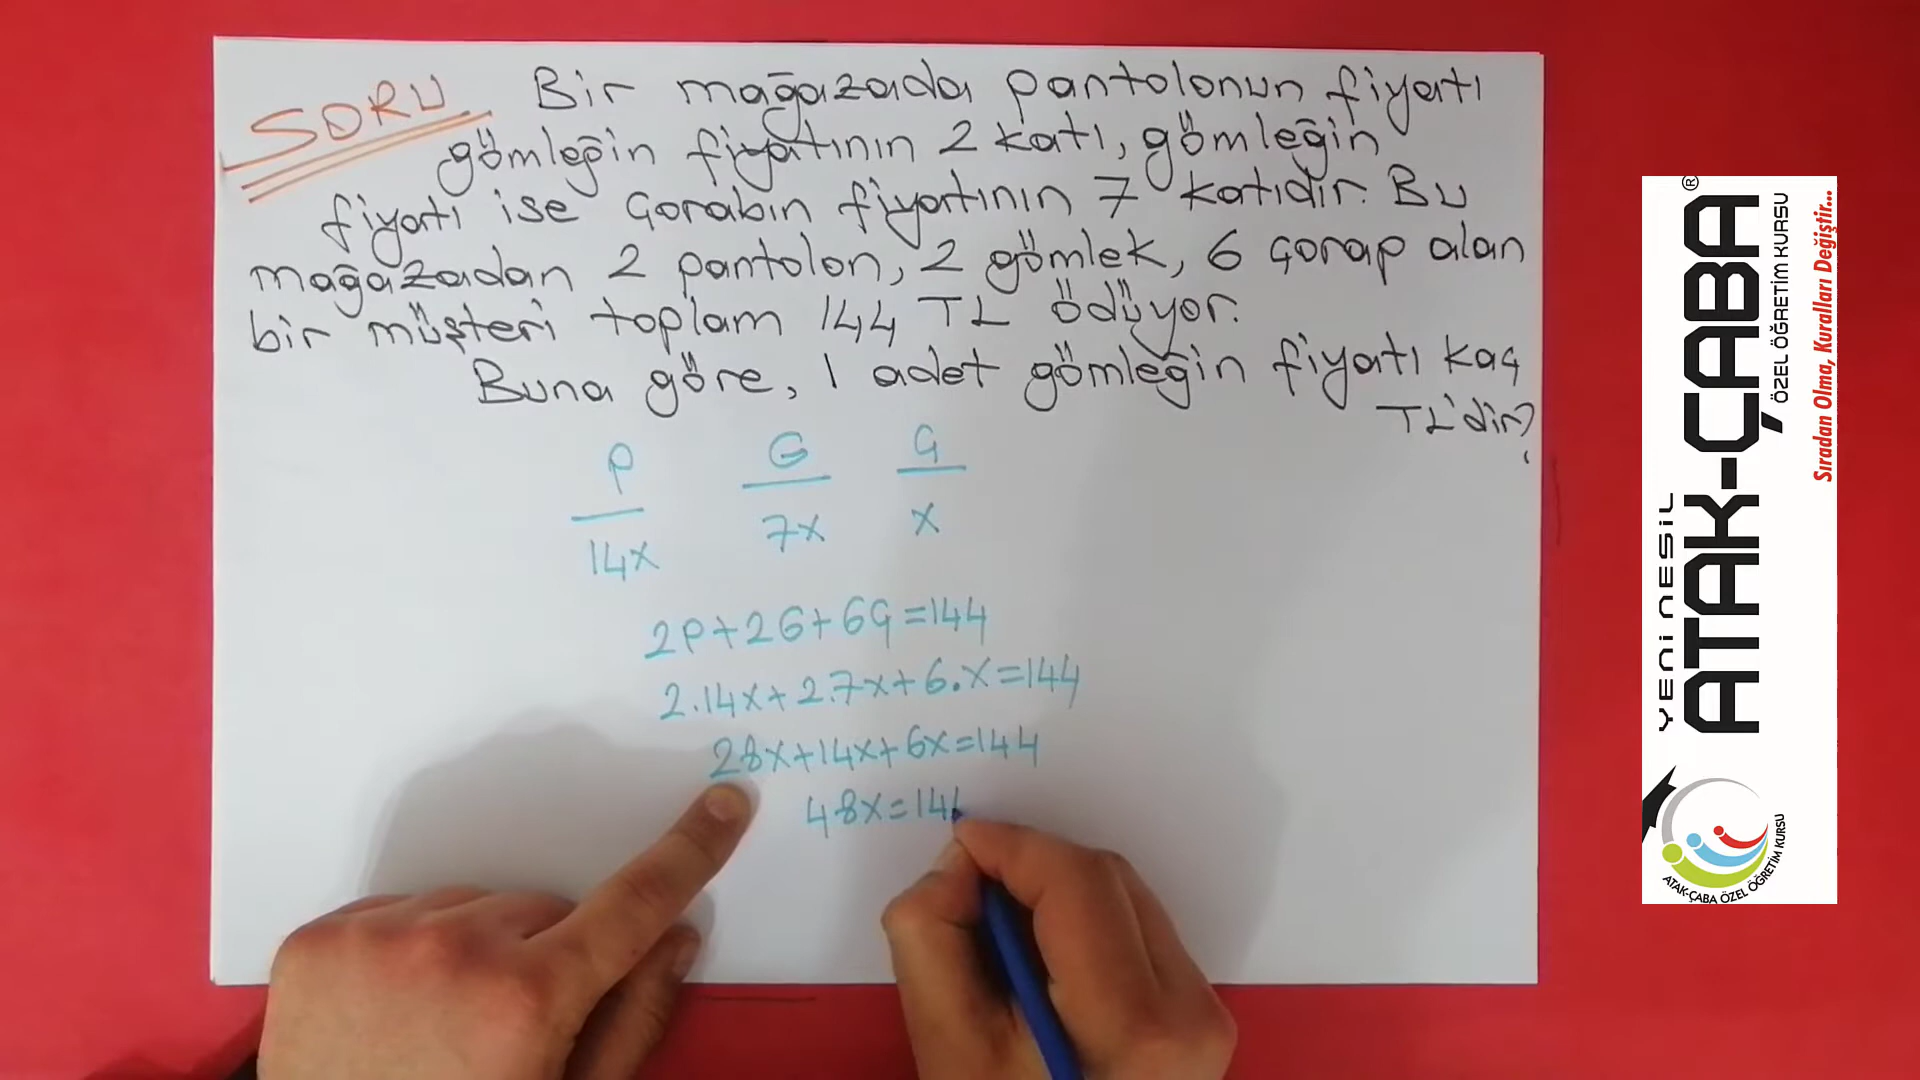 SORU
Bir mağazada pantolonun fiyatı
gömleğin fiyatının 2 katı, gömleğin
fiyatı ise çorabın fiyatının 7 katıdır. Bu
mağazadan 2 pantolon, 2 gömlek, 6 çorap alan
bir müşteri toplam 144 TL ödüyor.
Buna göre, 1 adet gömleğin fiyatı kaç
TL'dir?
P G Ç
14x 7x x
2P+2G+6Ç=144
2.14x+2.7x+6.x=144
28x+14x+6x=144
48x=144
YENİ NESİL
ATAK-ÇABA®
ÖZEL ÖĞRETİM KURSU
Sıradan Olma, Kuralları Değiştir...
ATAK-ÇABA ÖZEL ÖĞRETİM KURSU